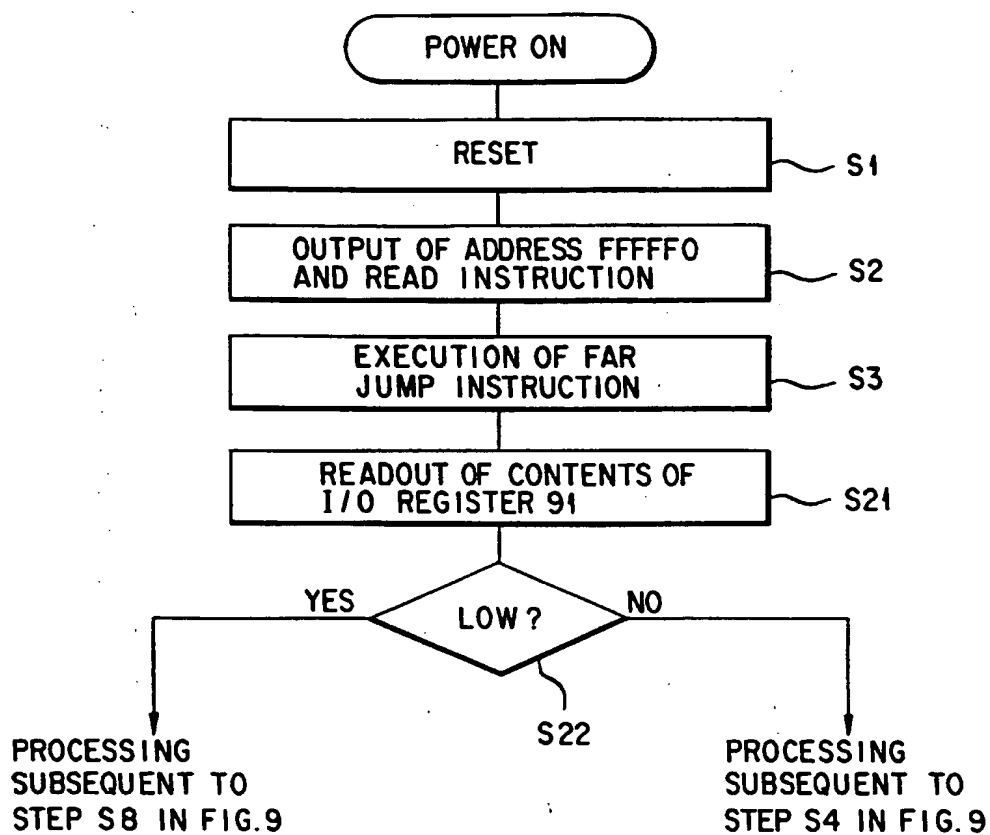 POWER ON
RESET
S1
OUTPUT OF ADDRESS FFFFF0
AND READ INSTRUCTION
S2
EXECUTION OF FAR
JUMP INSTRUCTION
S3
READOUT OF CONTENTS OF
I/O REGISTER 91
S21
YES
LOW?
NO
S22
PROCESSING
SUBSEQUENT TO
STEP S8 IN FIG.9
PROCESSING
SUBSEQUENT TO
STEP S4 IN FIG.9